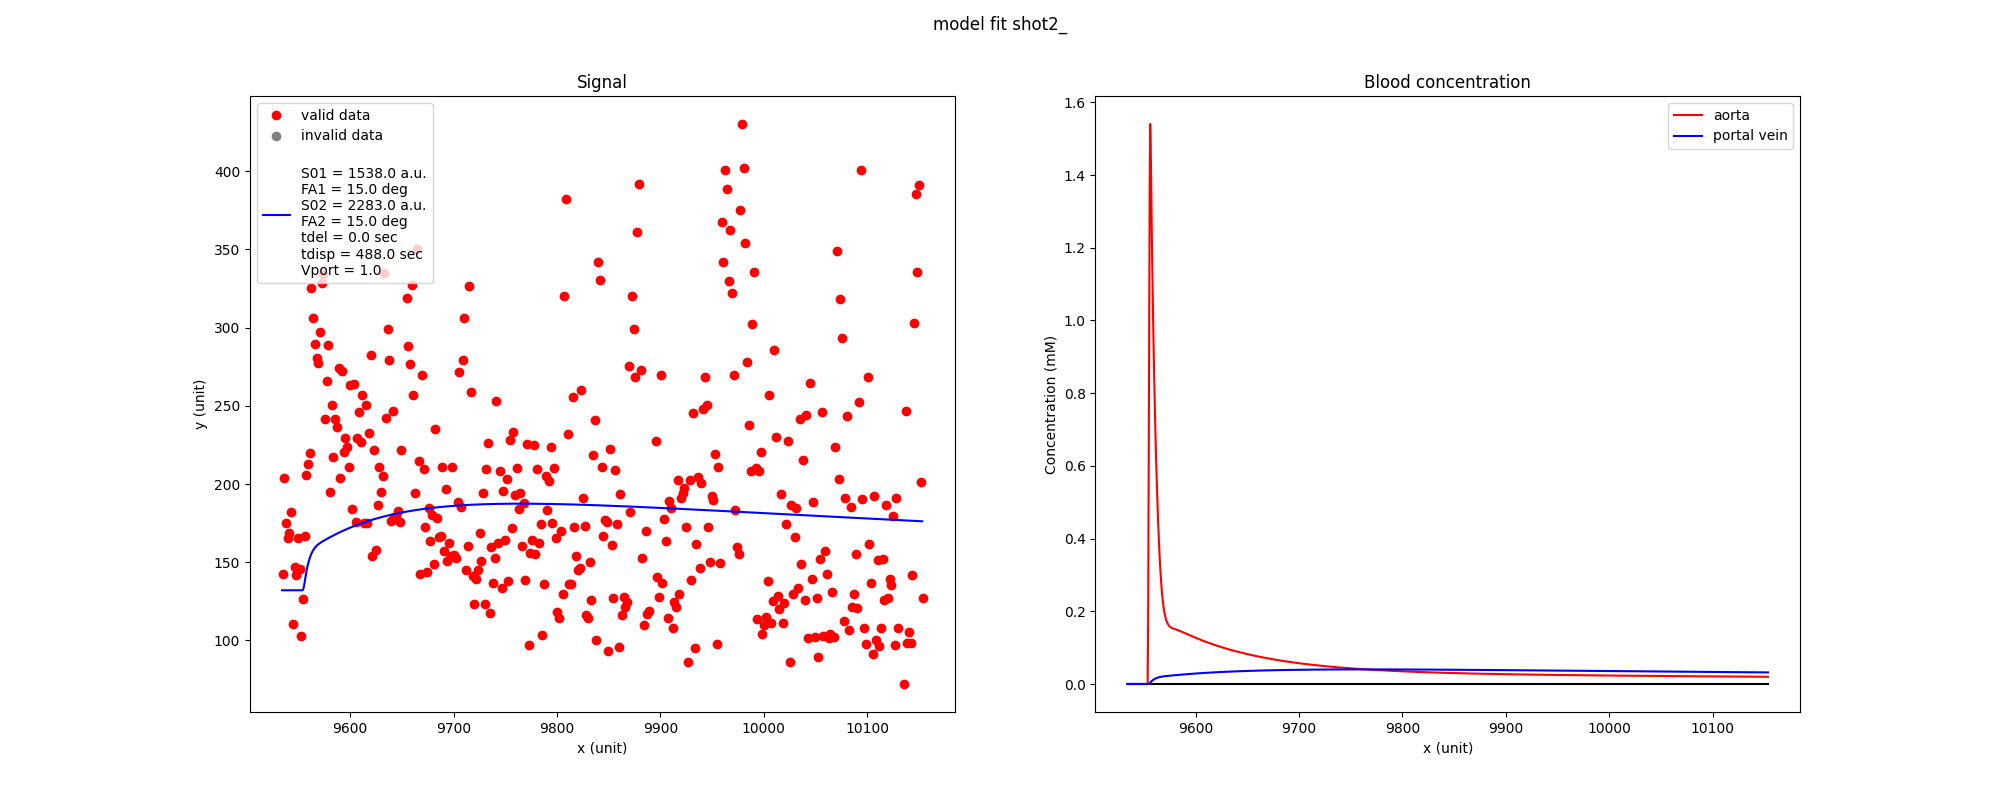 model fit shot2_
Signal
valid data
invalid data
S01 = 1538.0 a.u.
FA1 = 15.0 deg
S02 = 2283.0 a.u.
FA2 = 15.0 deg
tdel = 0.0 sec
tdisp = 488.0 sec
Vport = 1.0
400
350
300
250
200
150
100
y (unit)
9600 9700 9800 9900 10000 10100
x (unit)
Blood concentration
aorta
portal vein
1.6
1.4
1.2
1.0
0.8
0.6
0.4
0.2
0.0
Concentration (mM)
9600 9700 9800 9900 10000 10100
x (unit)